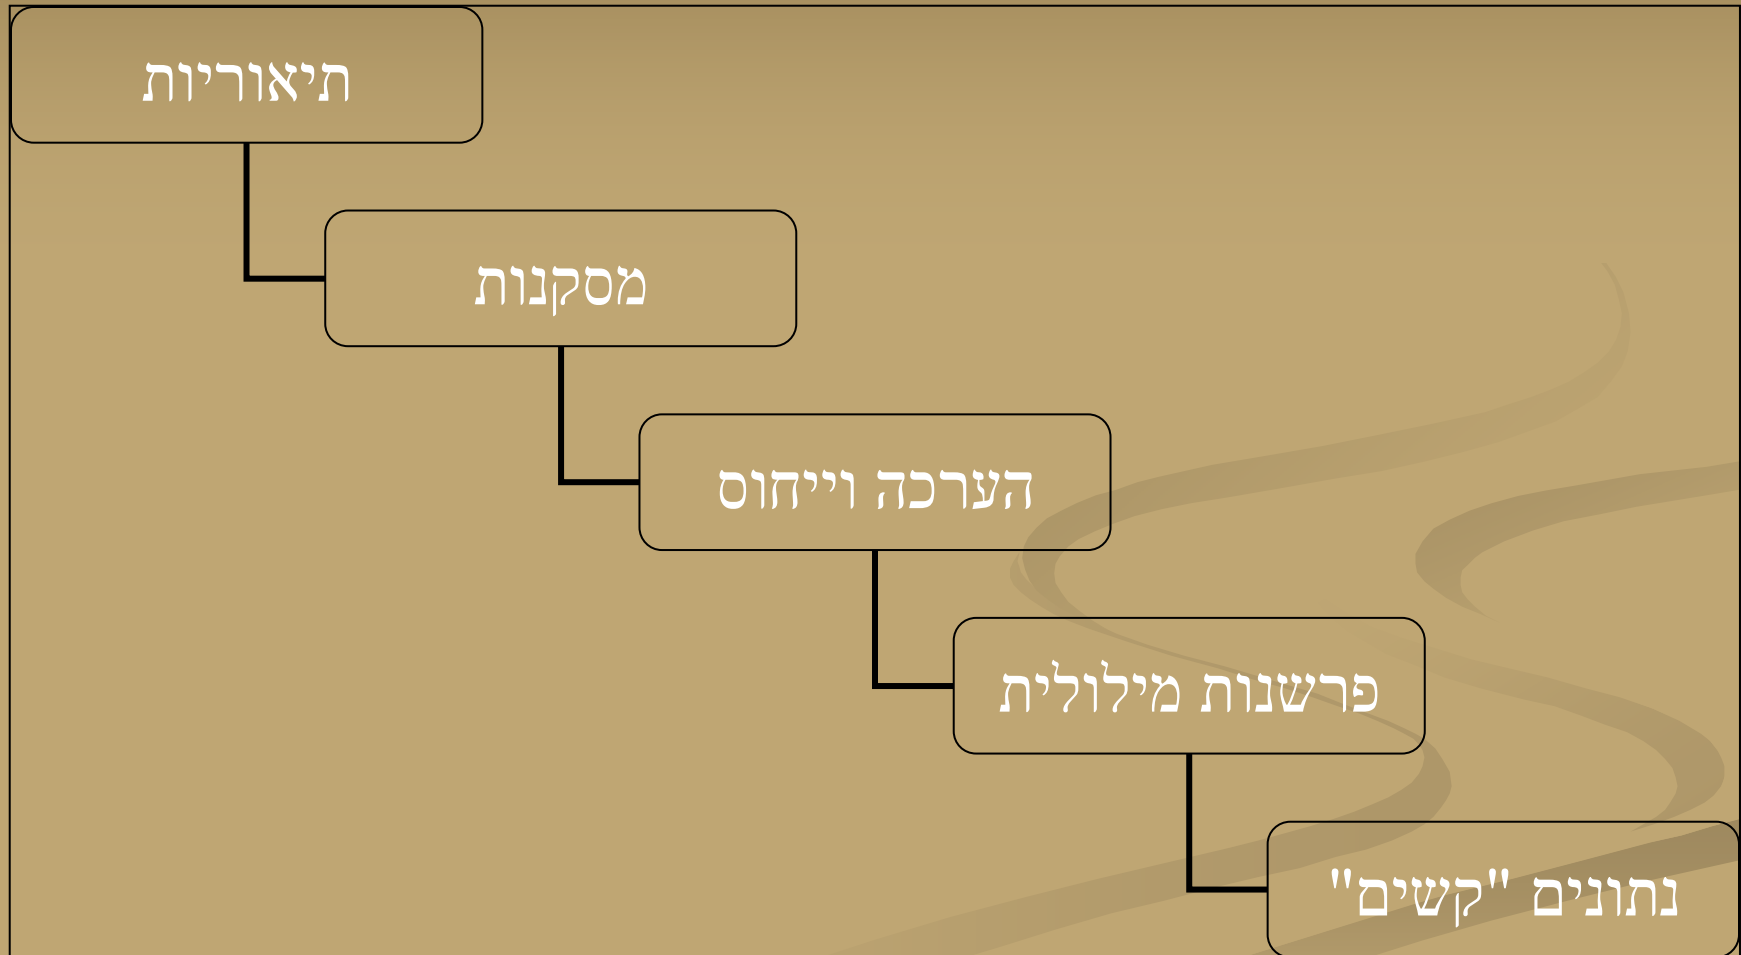 תיאוריות
מסקנות
הערכה וייחוס
פרשנות מילולית
נתונים "קשים"